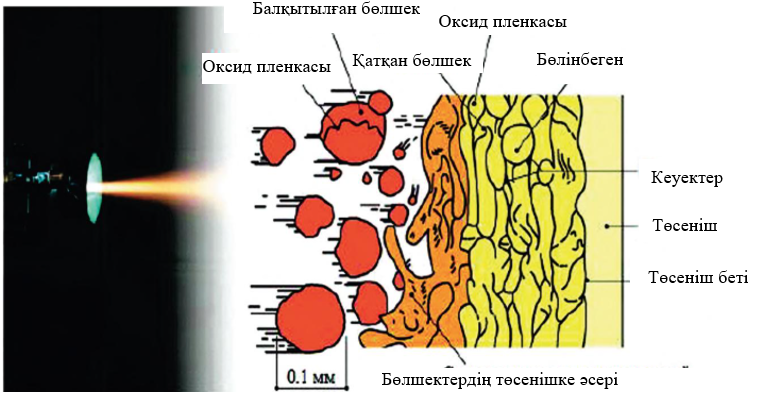 Балқытылған бөлшек
Оксид пленкасы
Оксид пленкасы
Қатқан бөлшек
Бөлінбеген
Кеуектер
Төсеніш
Төсеніш беті
0.1 мм
Бөлшектердің төсенішке әсері